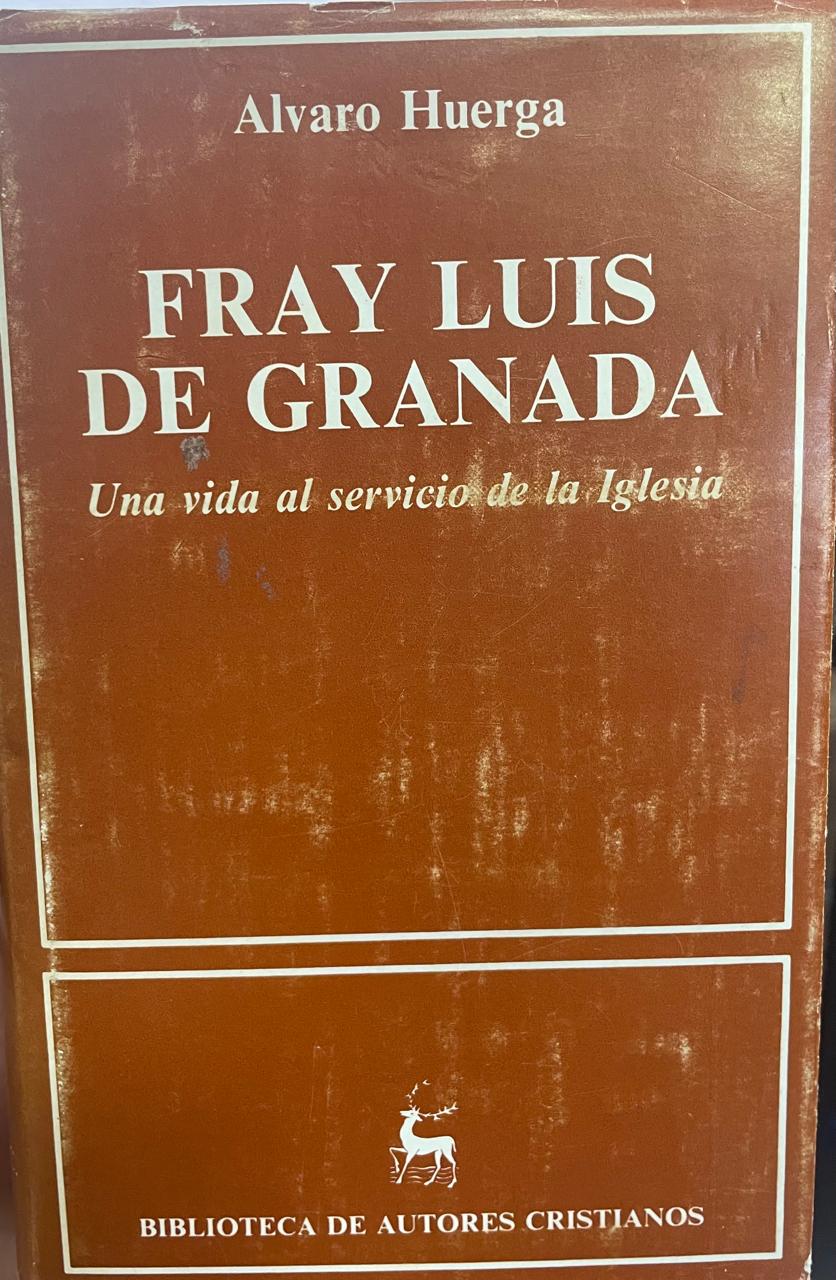 Alvaro Huerga
FRAY LUIS
DE GRANADA
Una vida al servicio de la Iglesia
BIBLIOTECA DE AUTORES CRISTIANOS